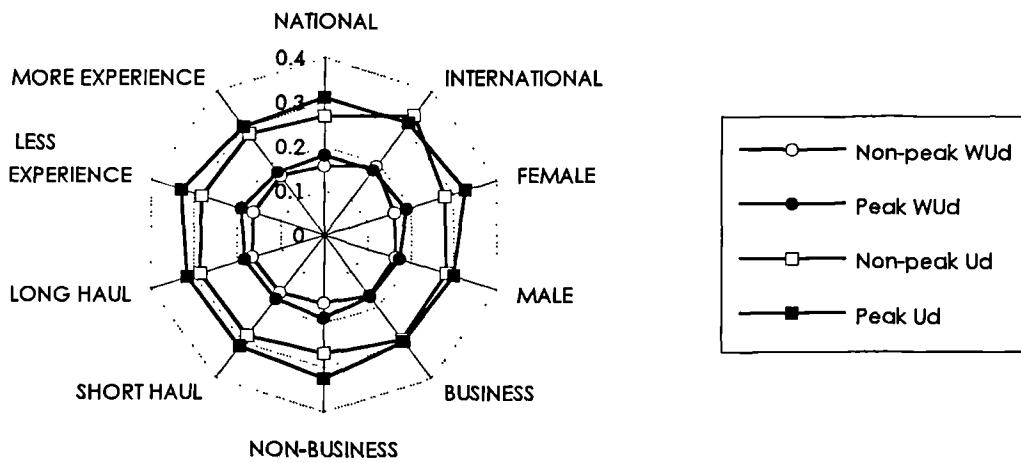 NATIONAL
0.4
MORE EXPERIENCE
INTERNATIONAL
0.3
LESS
EXPERIENCE
0.2
FEMALE
0.1
0
LONG HAUL
MALE
SHORT HAUL
BUSINESS
NON-BUSINESS
Non-peak WUd
Peak WUd
Non-peak Ud
Peak Ud